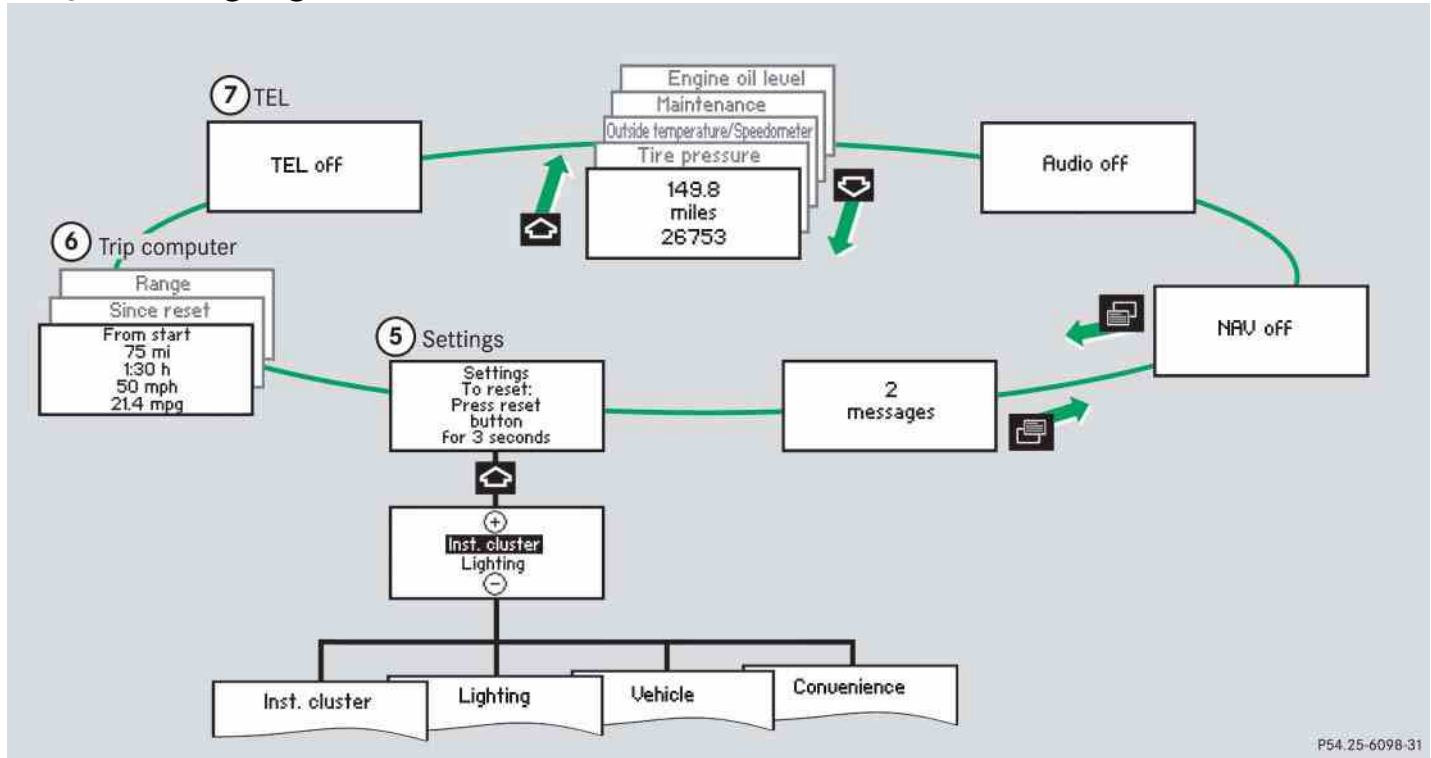 7 TEL
TEL off
Engine oil level
Maintenance
Outside temperature/Speedometer
Tire pressure
149.8
miles
26753
Audio off
NAV off
6 Trip computer
Range
Since reset
From start
75 mi
1:30 h
50 mph
21.4 mpg
5 Settings
Settings
To reset:
Press reset
button
for 3 seconds
2
messages
+
Inst. cluster
Lighting
−
Inst. cluster
Lighting
Vehicle
Convenience
P54.25-6098-31